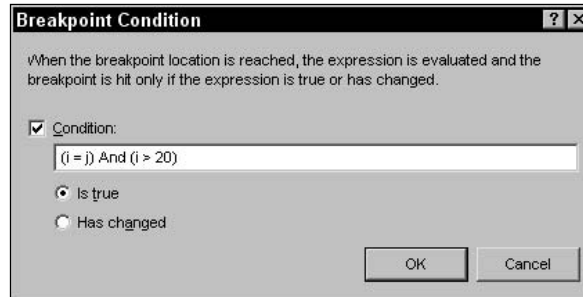 Breakpoint Condition
When the breakpoint location is reached, the expression is evaluated and the
breakpoint is hit only if the expression is true or has changed.
Condition:
(i = j) And (i > 20)
Is true
Has changed
OK Cancel